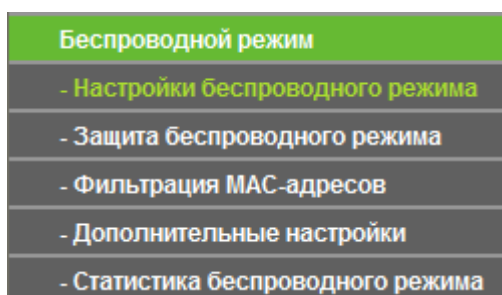 Беспроводной режим
- Настройки беспроводного режима
- Защита беспроводного режима
- Фильтрация MAC-адресов
- Дополнительные настройки
- Статистика беспроводного режима